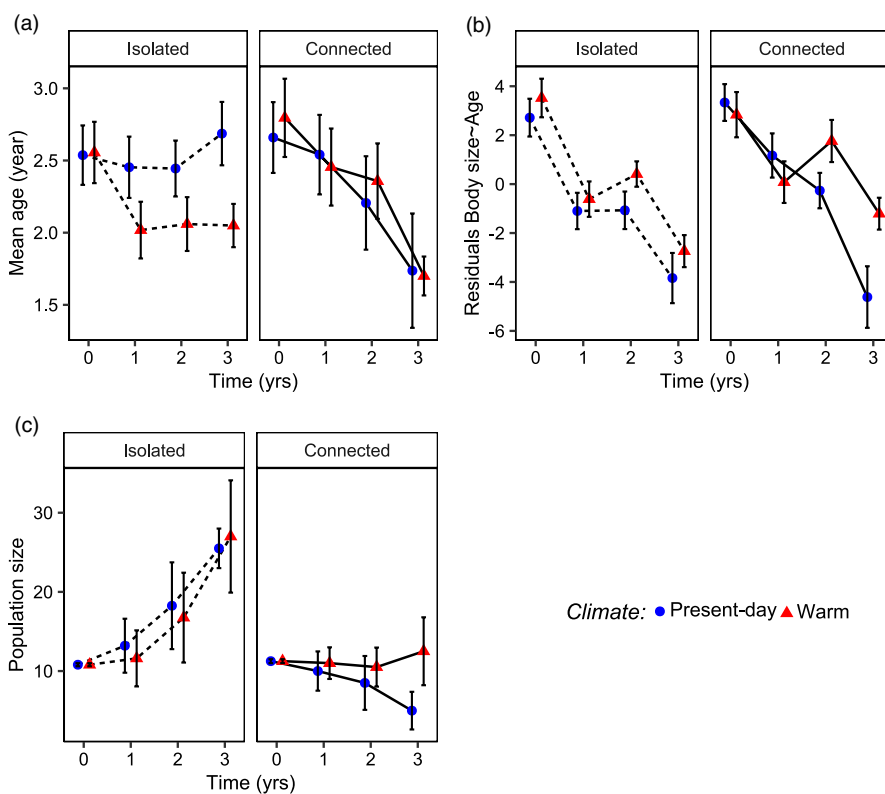 (a)
Isolated Connected
3.0
2.5
2.0
1.5
Mean age (year)
0 1 2 3 0 1 2 3
Time (yrs)
(b)
Isolated Connected
4
2
0
-2
-4
-6
Residuals Body size~Age
0 1 2 3 0 1 2 3
Time (yrs)
(c)
Isolated Connected
30
20
10
Population size
0 1 2 3 0 1 2 3
Time (yrs)
Climate: Present-day Warm